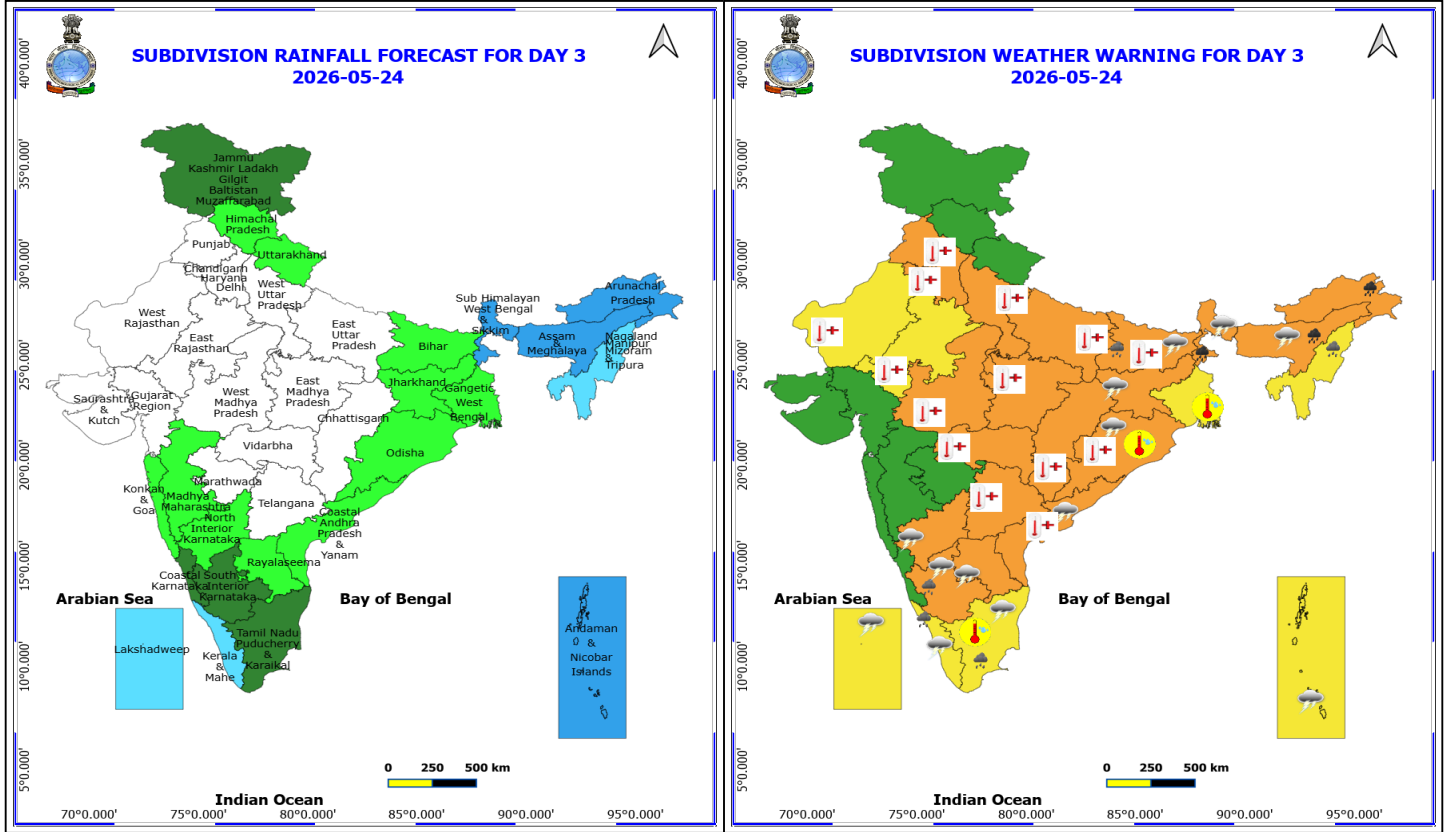 SUBDIVISION RAINFALL FORECAST FOR DAY 3
2026-05-24
40°0.000'
35°0.000'
30°0.000'
25°0.000'
20°0.000'
15°0.000'
10°0.000'
5°0.000'
Jammu
Kashmir Ladakh
Gilgit
Baltistan
Muzaffarabad
Himachal
Pradesh
Punjab
Uttarakhand
Chandigarh
Haryana
Delhi
West
Uttar
Pradesh
West
Rajasthan
East
Rajasthan
East
Uttar
Pradesh
Sub Himalayan
West Bengal
&
Sikkim
Arunachal
Pradesh
Assam
&
Meghalaya
Nagaland
Manipur
Mizoram
&
Tripura
Bihar
Jharkhand
Gangetic
West
Bengal
Saurashtra
&
Kutch
Gujarat
Region
West
Madhya
Pradesh
East
Madhya
Pradesh
Chhattisgarh
Vidarbha
Odisha
Marathwada
Konkan
&
Goa
Madhya
Maharashtra
Telangana
North
Interior
Karnataka
Coastal
Andhra
Pradesh
&
Yanam
Rayalaseema
Coastal
Karnataka
South
Interior
Karnataka
Arabian Sea
Bay of Bengal
Lakshadweep
Kerala
&
Mahe
Tamil Nadu
Puducherry
&
Karaikal
Andaman
&
Nicobar
Islands
0 250 500 km
Indian Ocean
70°0.000' 75°0.000' 80°0.000' 85°0.000' 90°0.000' 95°0.000'
SUBDIVISION WEATHER WARNING FOR DAY 3
2026-05-24
40°0.000'
35°0.000'
30°0.000'
25°0.000'
20°0.000'
15°0.000'
10°0.000'
5°0.000'
Arabian Sea
Bay of Bengal
0 250 500 km
Indian Ocean
70°0.000' 75°0.000' 80°0.000' 85°0.000' 90°0.000' 95°0.000'